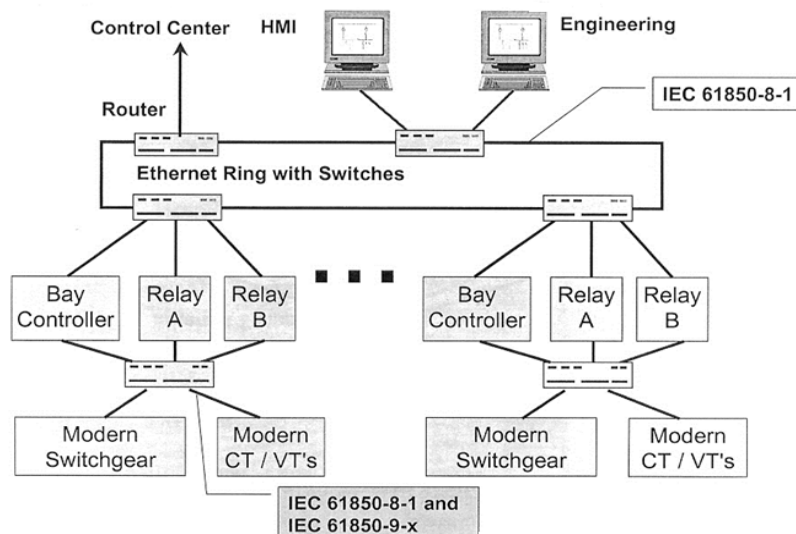 Control Center
HMI
Engineering
IEC 61850-8-1
Router
Ethernet Ring with Switches
Bay
Controller
Relay
A
Relay
B
Bay
Controller
Relay
A
Relay
B
Modern
Switchgear
Modern
CT / VT's
Modern
Switchgear
Modern
CT / VT's
IEC 61850-8-1 and
IEC 61850-9-x